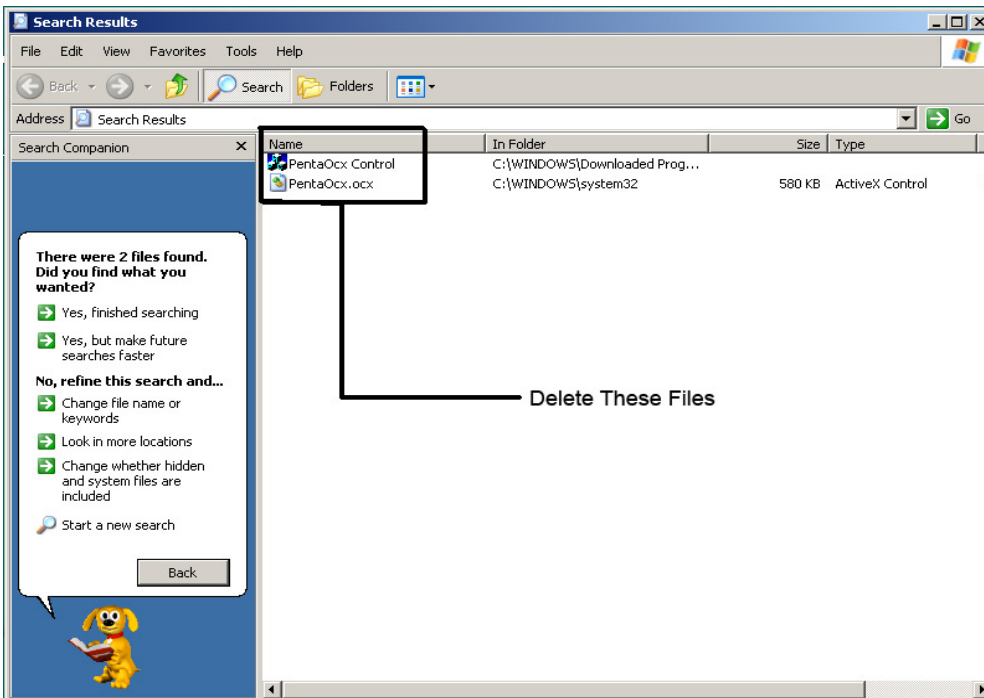 Search Results
File Edit View Favorites Tools Help
Back Search Folders
Address Search Results Go
Search Companion
Name In Folder Size Type
PentaOcx Control C:\WINDOWS\Downloaded Prog...
PentaOcx.ocx C:\WINDOWS\system32 580 KB ActiveX Control
There were 2 files found.
Did you find what you
wanted?
Yes, finished searching
Yes, but make future
searches faster
No, refine this search and...
Change file name or
keywords
Look in more locations
Change whether hidden
and system files are
included
Start a new search
Back
Delete These Files